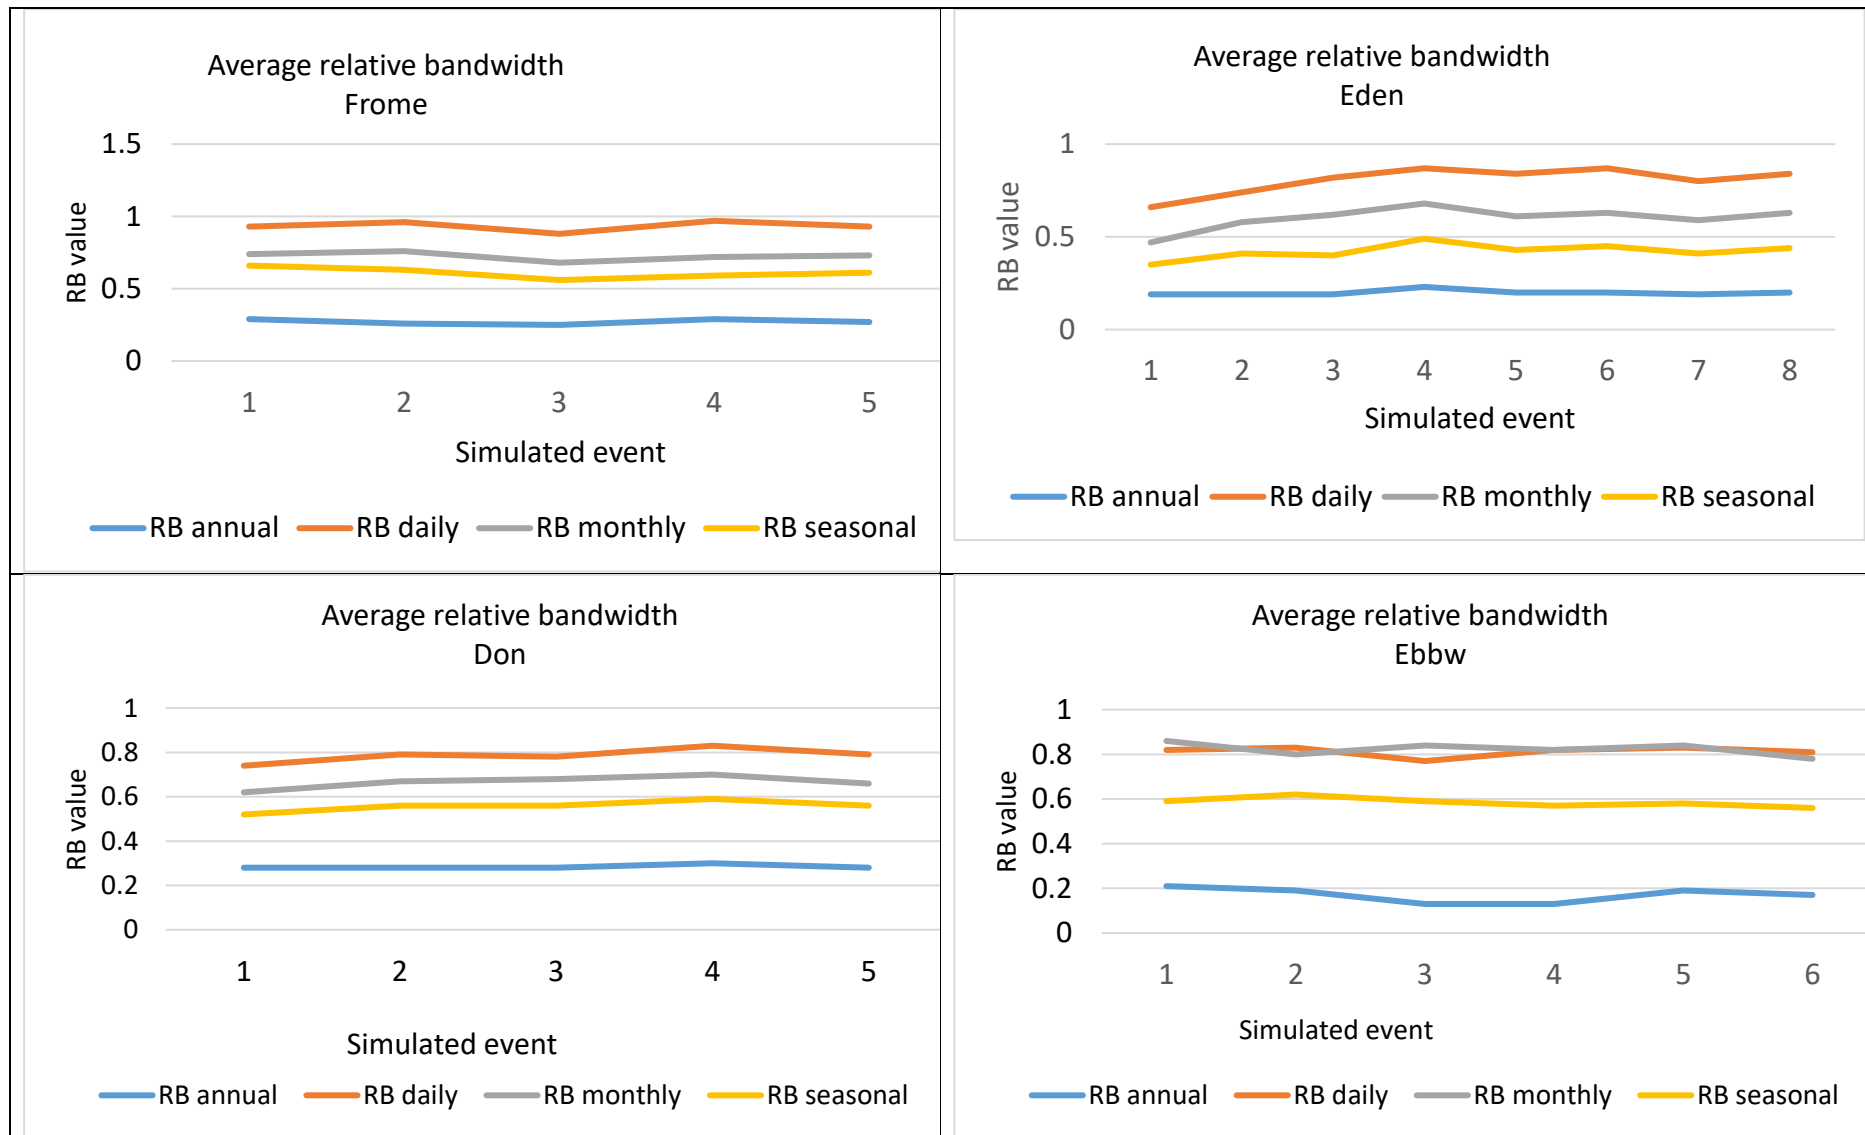 Average relative bandwidth
Frome
1.5
1
0.5
0
RB value
1 2 3 4 5
Simulated event
RB annual RB daily RB monthly RB seasonal
Average relative bandwidth
Eden
1
0.5
0
RB value
1 2 3 4 5 6 7 8
Simulated event
RB annual RB daily RB monthly RB seasonal
Average relative bandwidth
Don
1
0.8
0.6
0.4
0.2
0
RB value
1 2 3 4 5
Simulated event
RB annual RB daily RB monthly RB seasonal
Average relative bandwidth
Ebbw
1
0.8
0.6
0.4
0.2
0
RB value
1 2 3 4 5 6
Simulated event
RB annual RB daily RB monthly RB seasonal